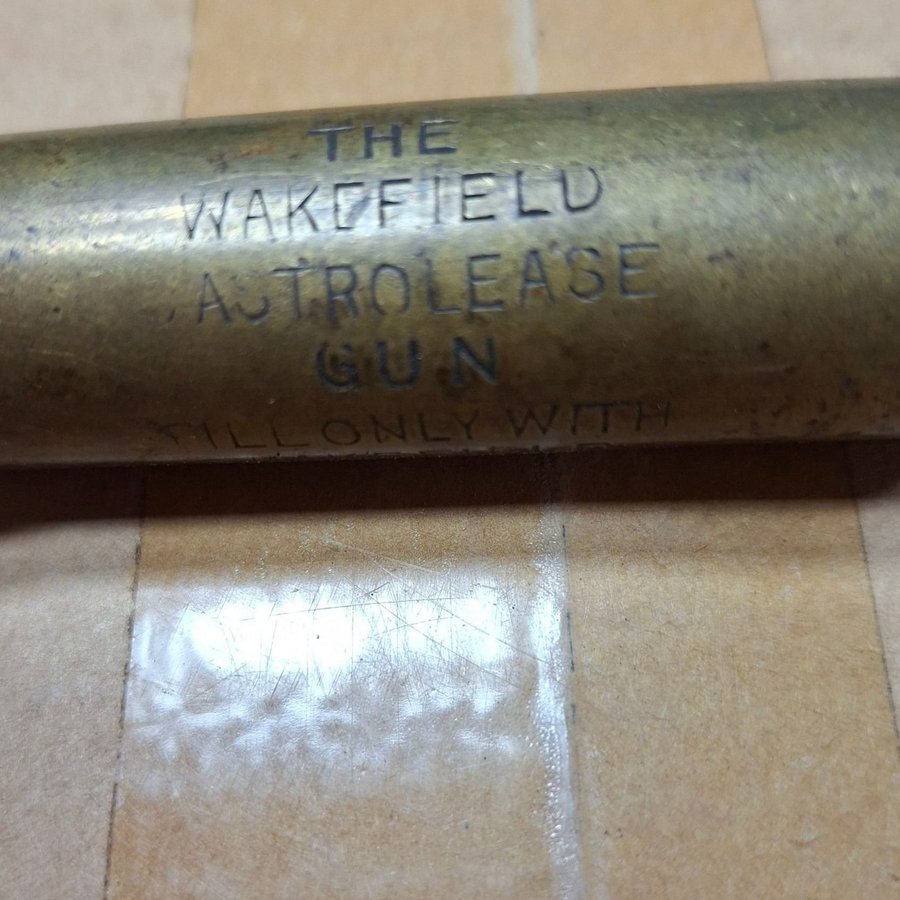 THE
WAKEFIELD
CASTROLEASE
GUN
FILL ONLY WITH